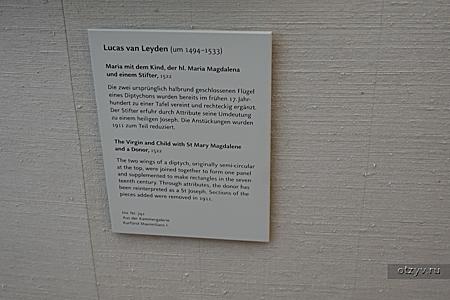 Lucas van Leyden (um 1494–1533)
Maria mit dem Kind, der hl. Maria Magdalena
und einem Stifter, 1522
Die zwei ursprünglich halbrund geschlossenen Flügel
eines Diptychons wurden bereits im frühen 17. Jahr-
hundert zu einer Tafel vereint und rechteckig ergänzt.
Der Stifter erfuhr durch Attribute seine Umdeutung
zu einem heiligen Joseph. Die Anstückungen wurden
1911 zum Teil reduziert.
The Virgin and Child with St Mary Magdalene
and a Donor, 1522
The two wings of a diptych, originally semi-circular
at the top, were joined together to form one panel
and supplemented to make rectangles in the seven
teenth century. Through attributes, the donor has
been reinterpreted as a St Joseph. Sections of the
pieces added were removed in 1911.
Inv. Nr. 742
Aus der Kammergalerie
Kurfürst Maximilians I.
otzyv.ru